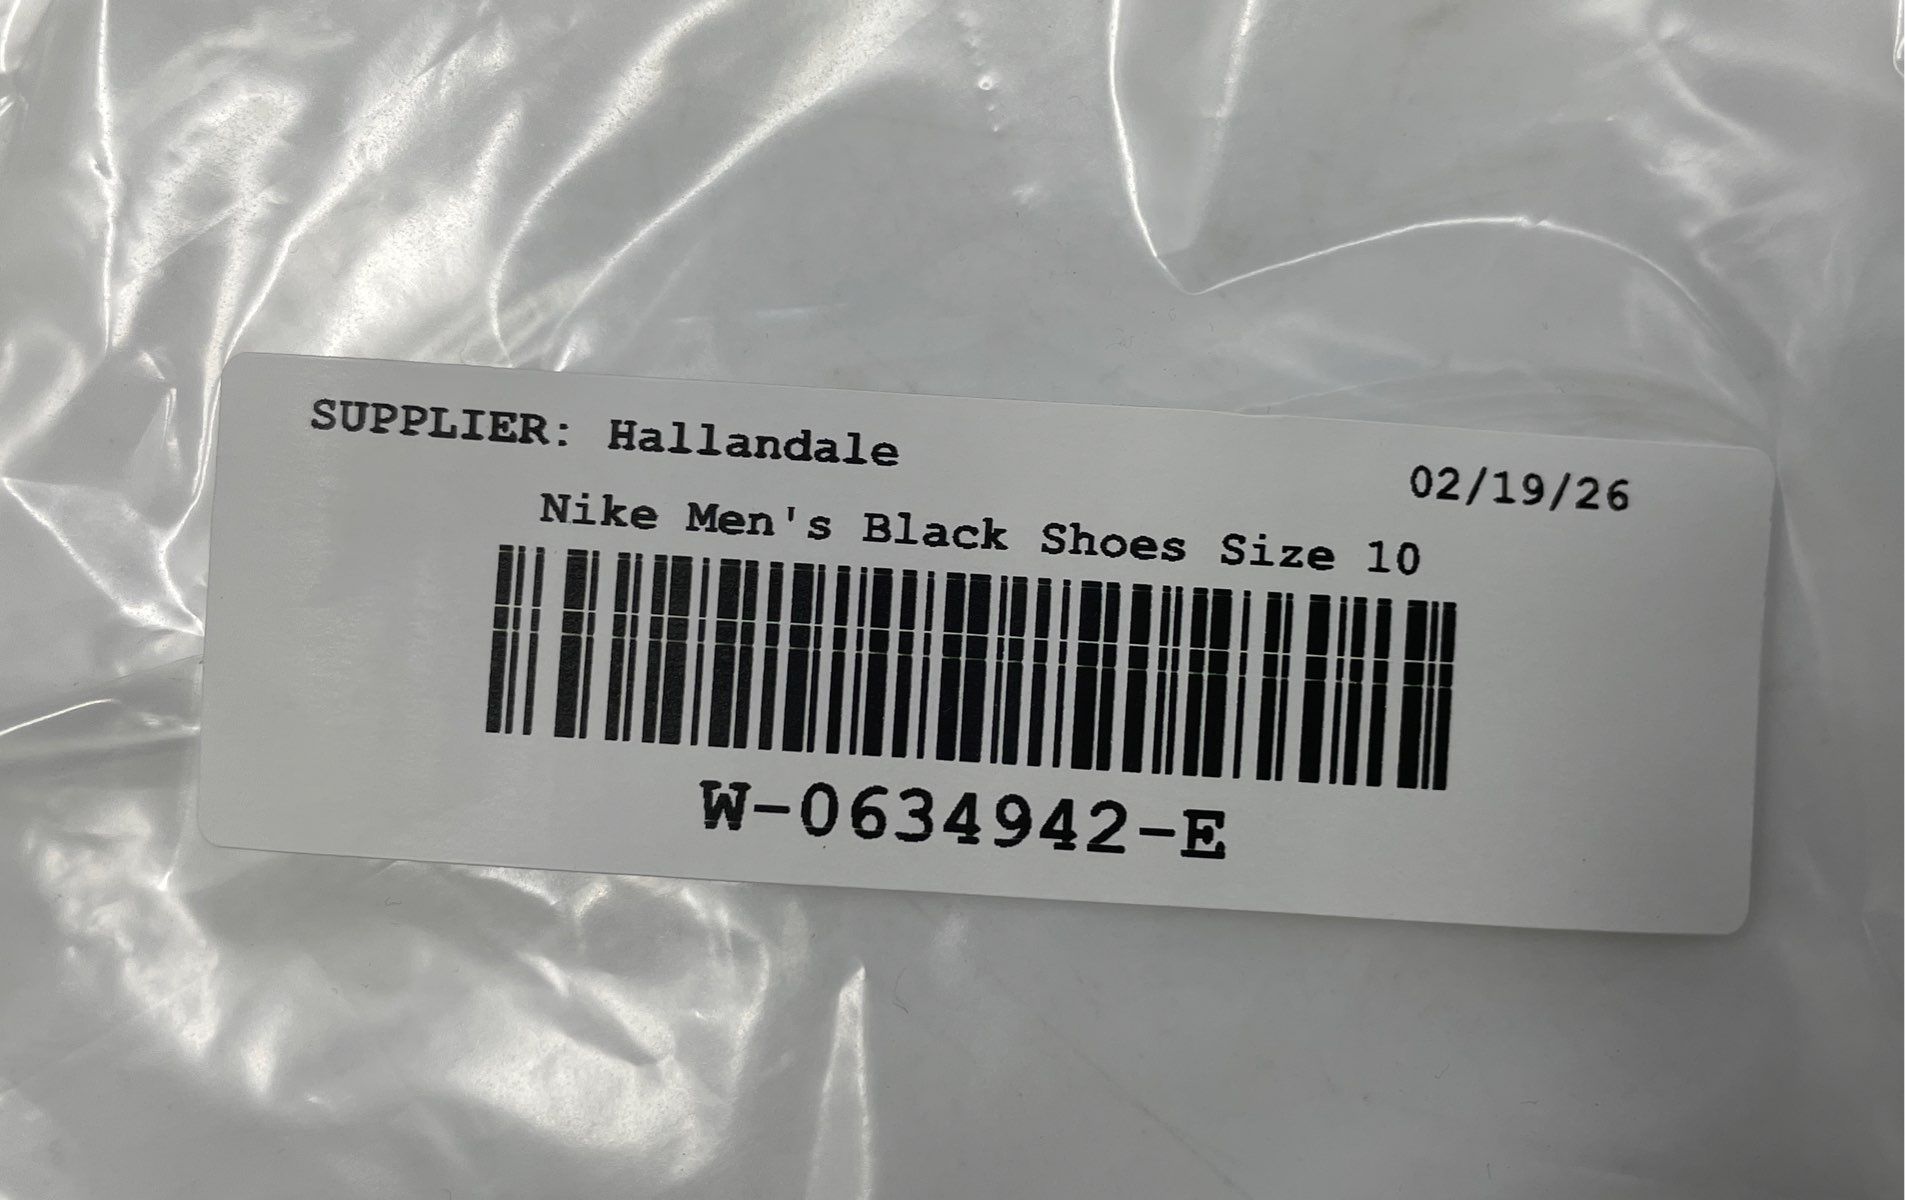 SUPPLIER: Hallandale
02/19/26
Nike Men's Black Shoes Size 10
W-0634942-E